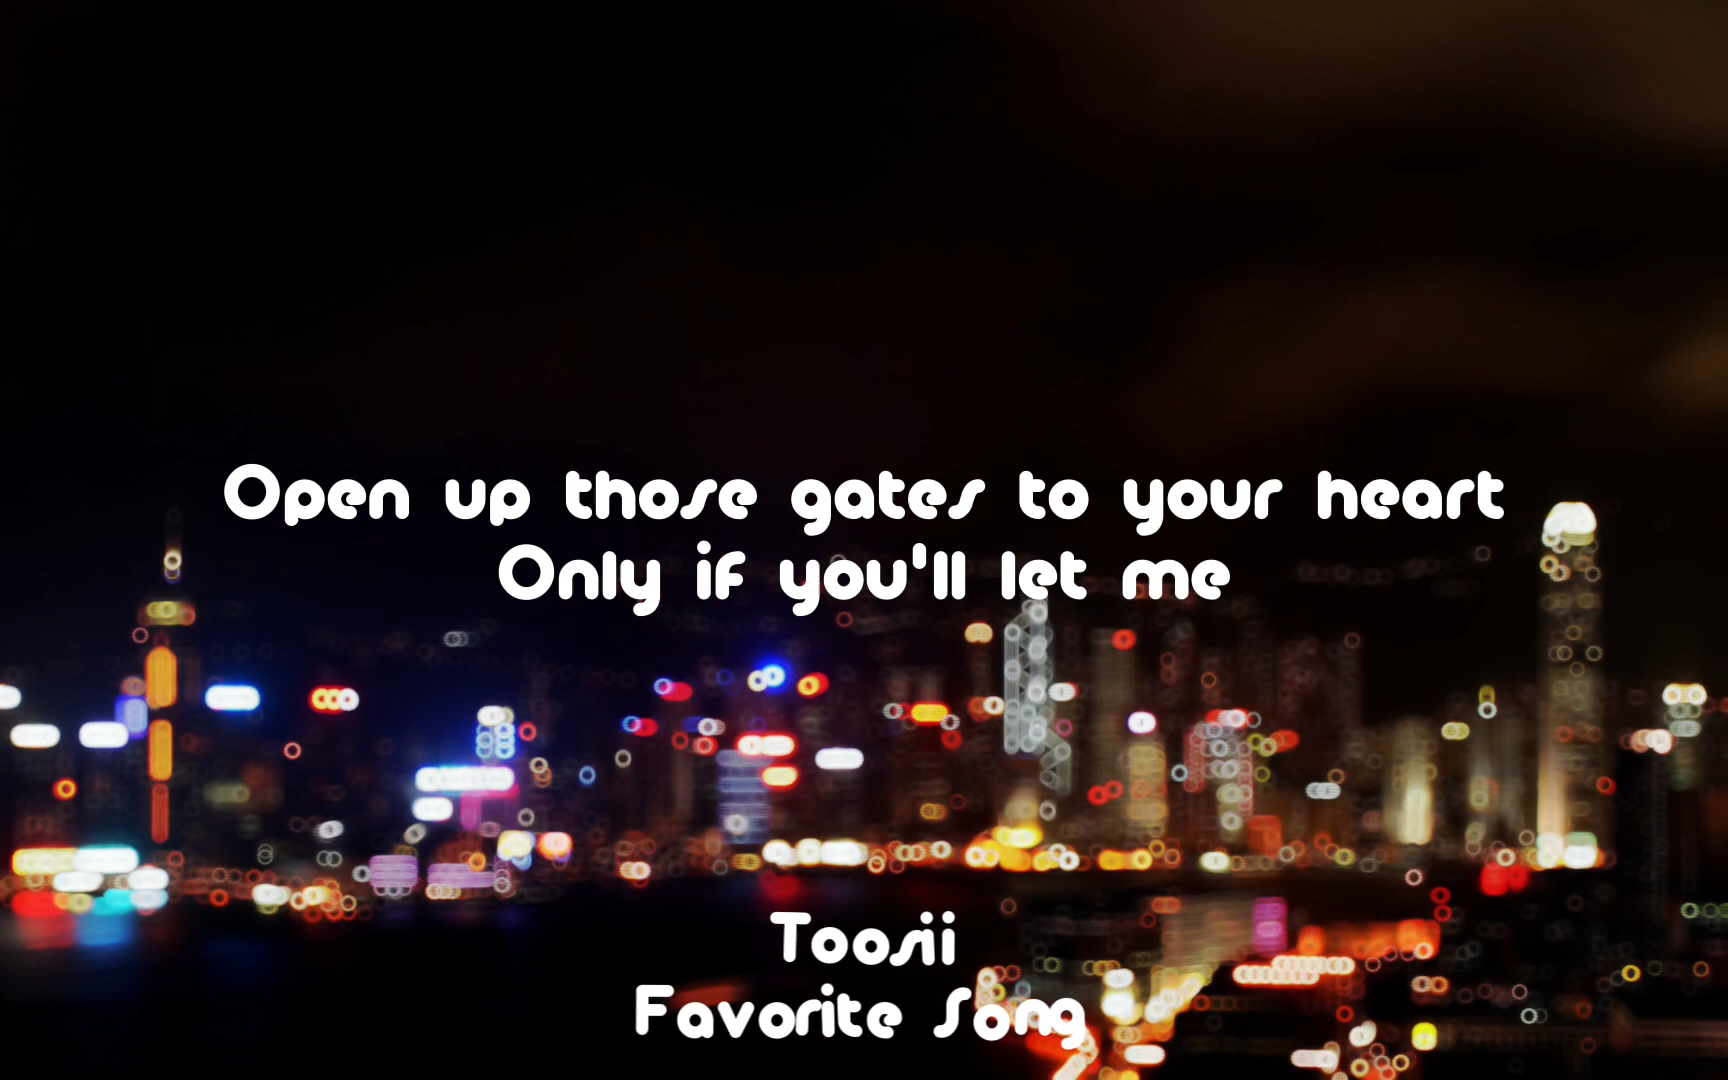 Open up those gates to your heart
Only if you'll let me
Toosii
Favorite Song